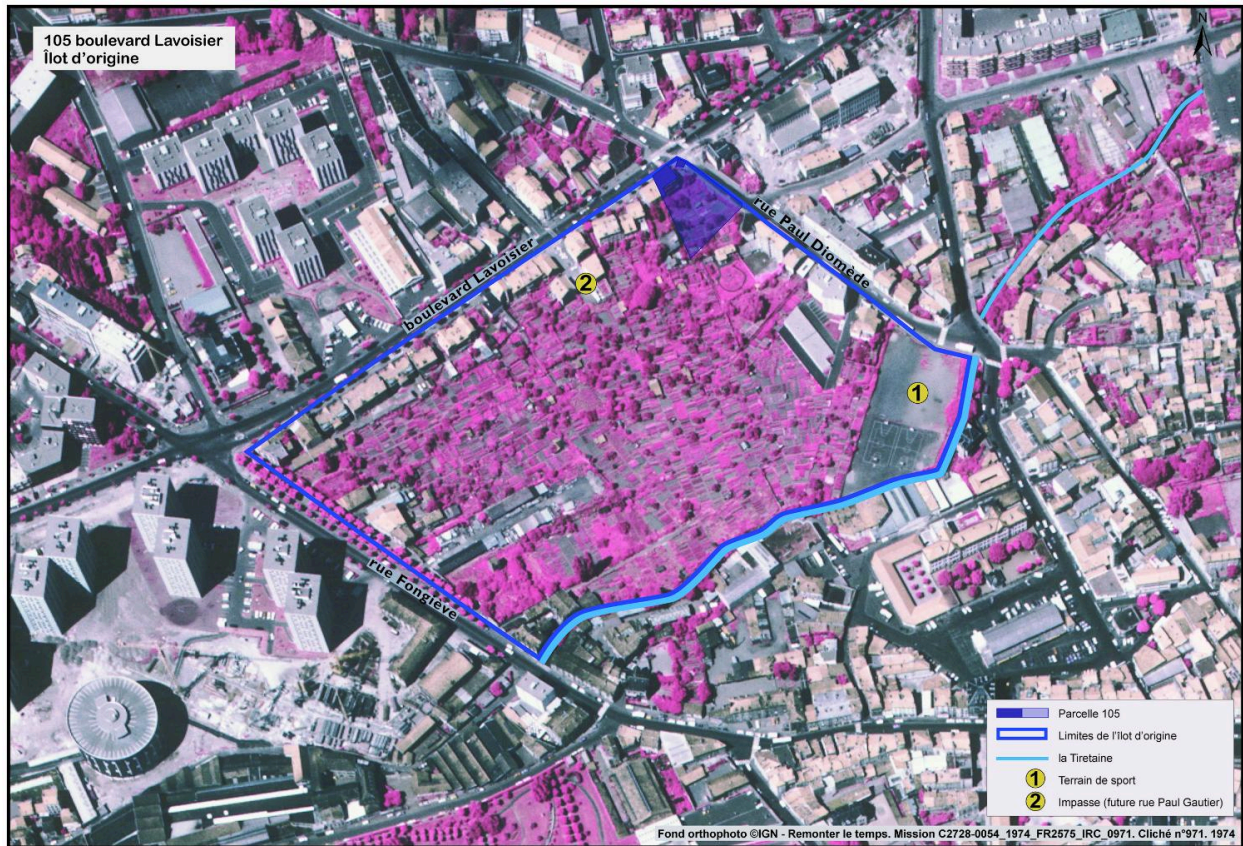 105 boulevard Lavoisier
Îlot d'origine
N
rue Paul Diomède
boulevard Lavoisier
2
1
rue Fongiève
Parcelle 105
Limites de l'îlot d'origine
la Tiretaine
1 Terrain de sport
2 Impasse (future rue Paul Gautier)
Fond orthophoto ©IGN - Remonter le temps. Mission C2728-0054_1974_FR2575_IRC_0971. Cliché n°971. 1974